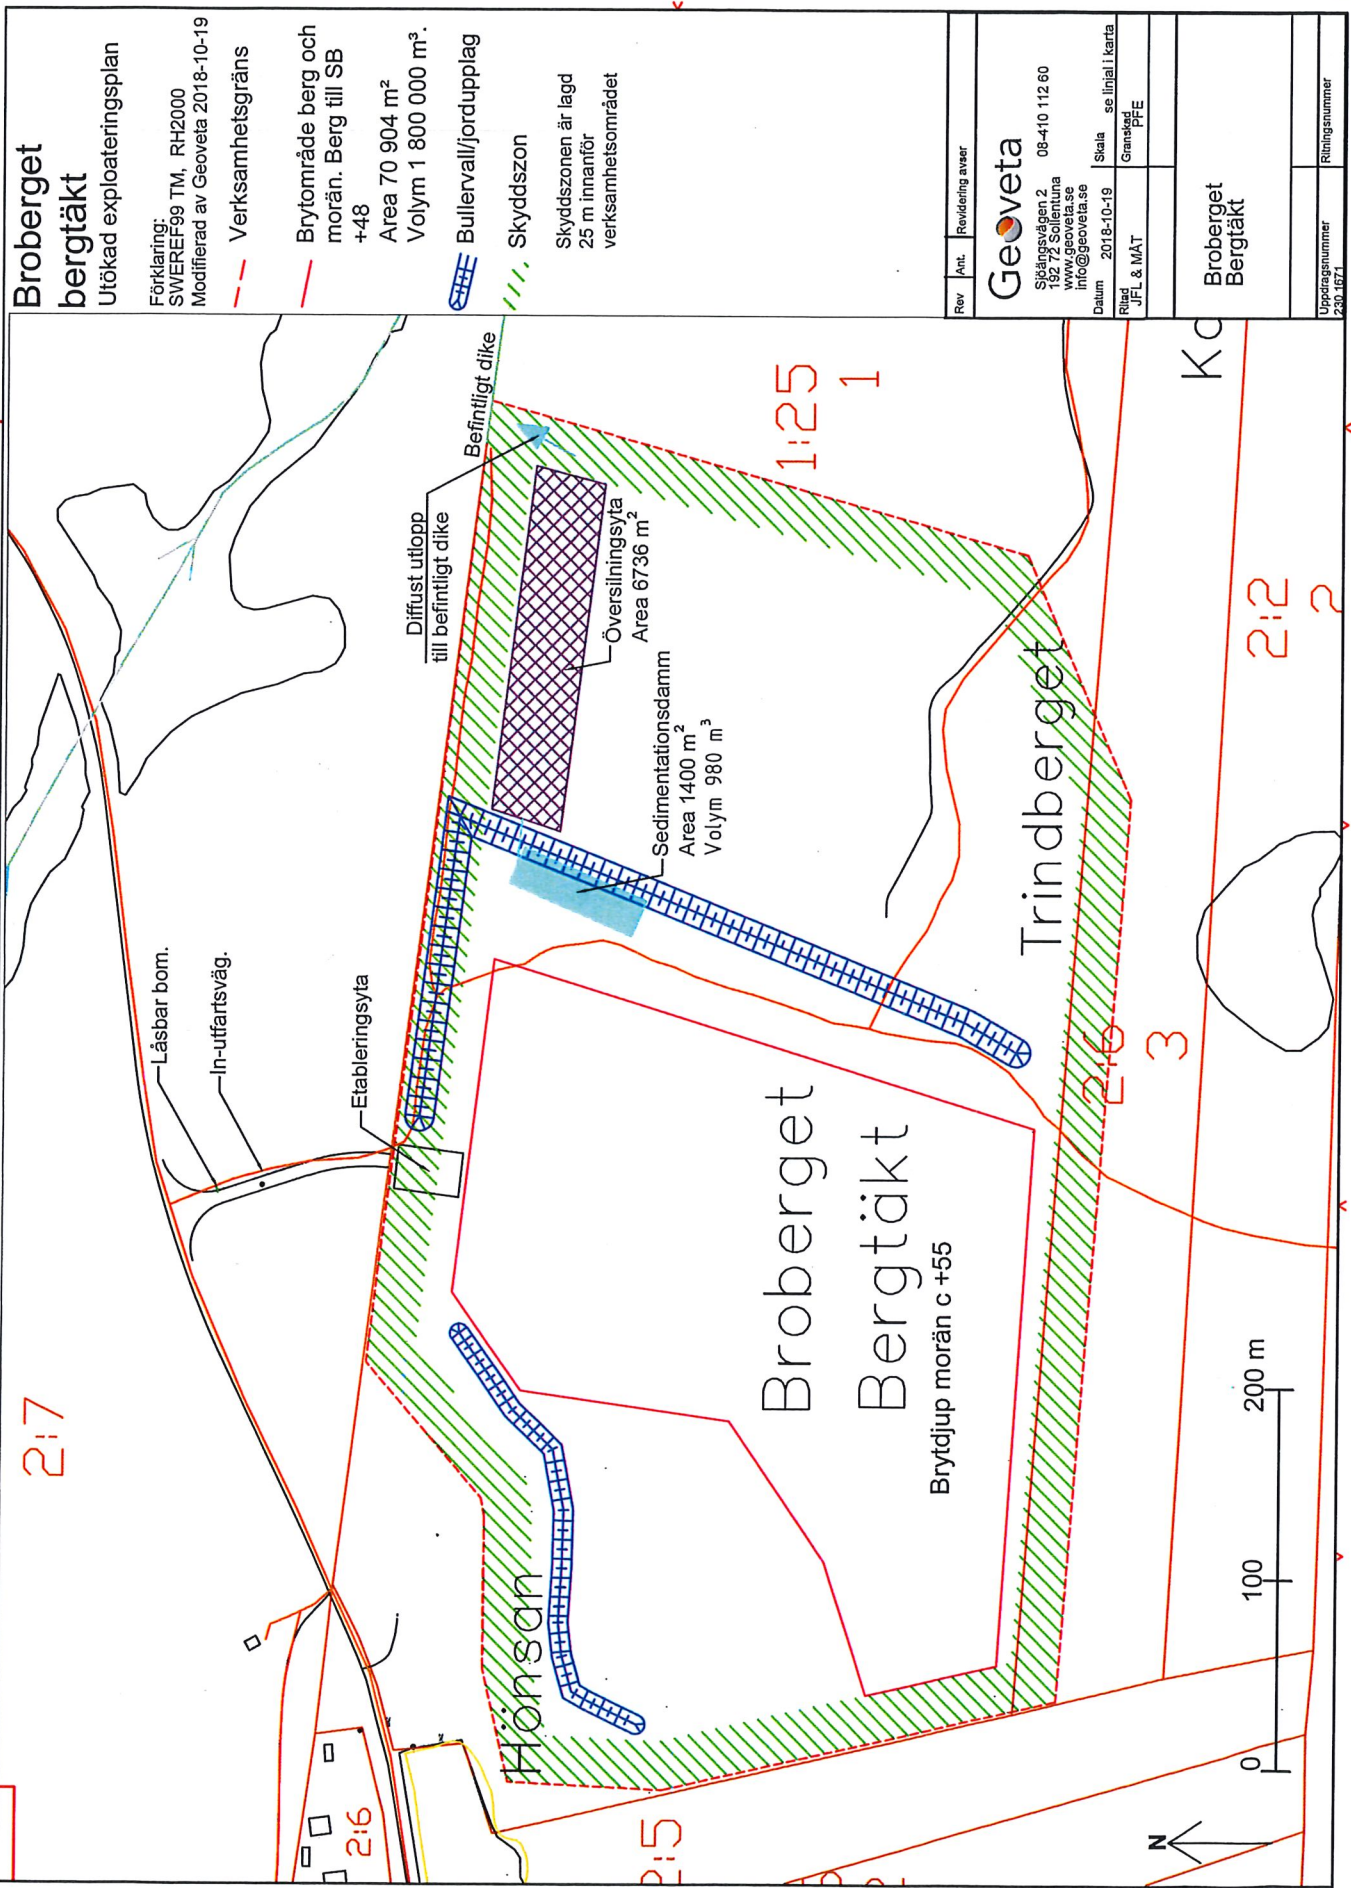 Broberget
bergtäkt
Utökad exploateringsplan
Förklaring:
SWEREF99 TM, RH2000
Modifierad av Geoveta 2018-10-19
Verksamhetsgräns
Brytområde berg och
morän. Berg till SB
+48
Area 70 904 m²
Volym 1 800 000 m³.
Bullervall/jordupplag
Skyddszon
Skyddszonen är lagd
25 m innanför
verksamhetsområdet
Rev Ant. Revidering avser
Geoveta
Sjöängsvägen 2 08-410 112 60
192 72 Sollentuna
www.geoveta.se
info@geoveta.se
Datum 2018-10-19 Skala se linjal i karta
Ritad JFL & MÅT Granskad PFE
Broberget
Bergtäkt
Uppdragsnummer Ritningsnummer
230 1671
2:7
Låsbar bom.
In-utfartsväg.
Etableringsyta
Befintligt dike
Diffust utlopp
till befintligt dike
Översilningsyta
Area 6736 m²
Sedimentationsdamm
Area 1400 m²
Volym 980 m³
1:25
1
Hönsan
Broberget
Bergtäkt
Brytdjup morän c +55
Trindberget
2:6
3
2:2
2
2:6
2:5
Ko
0 100 200 m
N